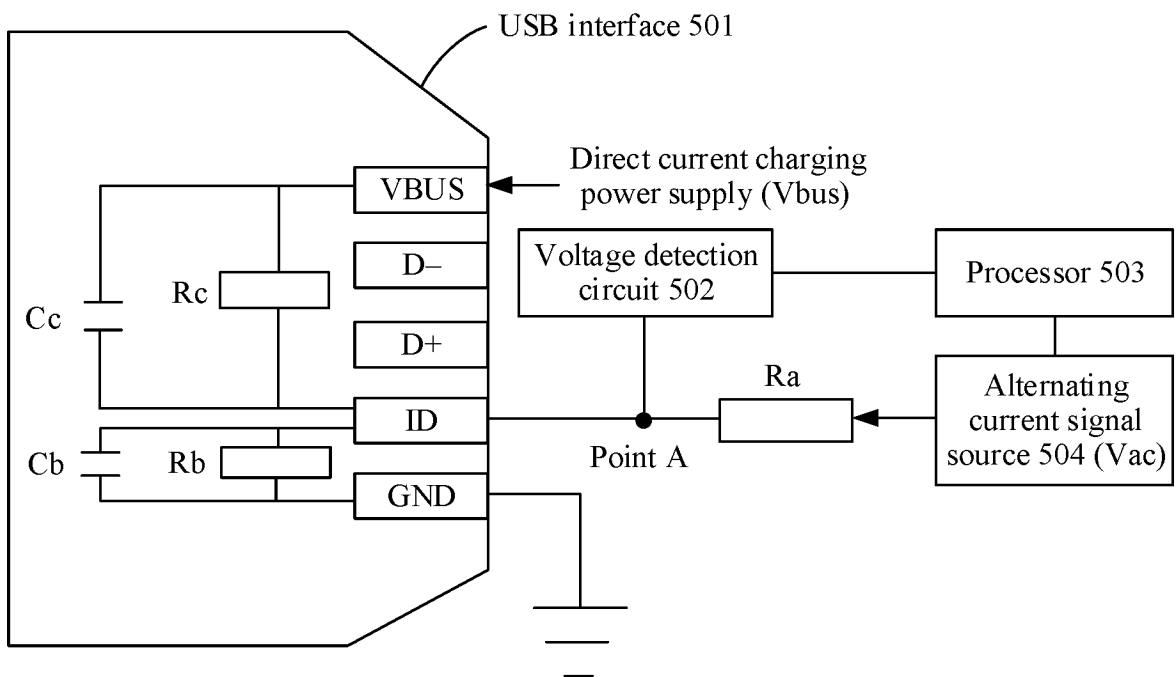 USB interface 501
Direct current charging
power supply (Vbus)
VBUS
D–
D+
ID
GND
Cc
Rc
Cb
Rb
Voltage detection
circuit 502
Processor 503
Ra
Point A
Alternating
current signal
source 504 (Vac)